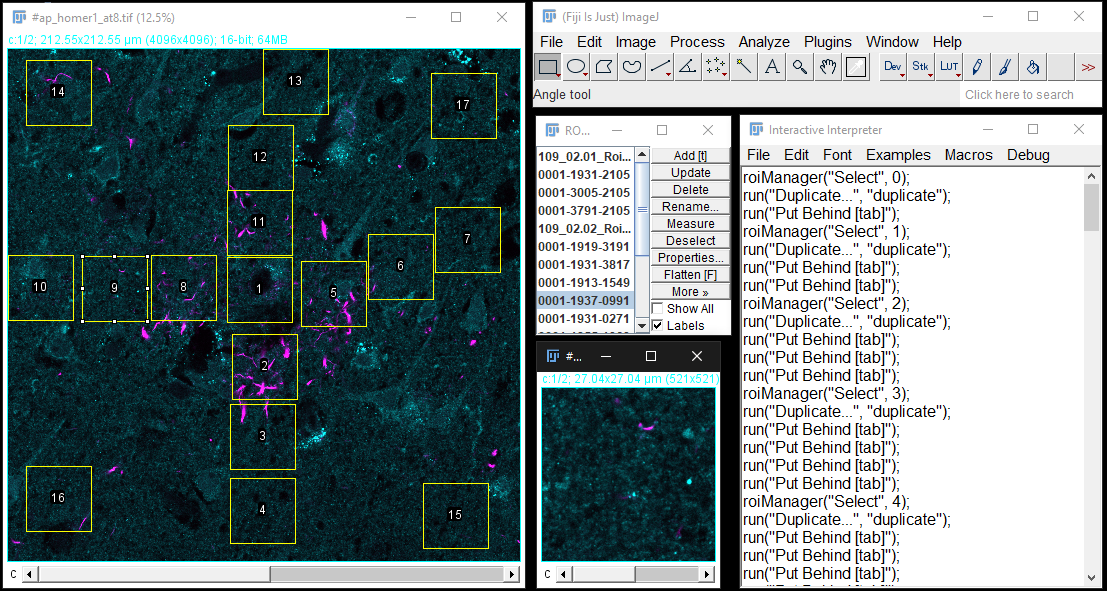 #ap_homer1_at8.tif (12.5%)
c:1/2; 212.55x212.55 µm (4096x4096); 16-bit; 64MB
13
14
17
12
11
7
6
10
9
8
1
5
2
3
16
4
15
c
(Fiji Is Just) ImageJ
File Edit Image Process Analyze Plugins Window Help
A Dev Stk LUT >>
Angle tool Click here to search
RO...
109_02.01_Roi...
0001-1931-2105
0001-3005-2105
0001-3791-2105
109_02.02_Roi...
0001-1919-3191
0001-1931-3817
0001-1913-1549
0001-1937-0991
0001-1931-0271
Add [t]
Update
Delete
Rename...
Measure
Deselect
Properties...
Flatten [F]
More »
Show All
Labels
#...
c:1/2; 27.04x27.04 µm (521x521)
c
Interactive Interpreter
File Edit Font Examples Macros Debug
roiManager("Select", 0);
run("Duplicate...", "duplicate");
run("Put Behind [tab]");
roiManager("Select", 1);
run("Duplicate...", "duplicate");
run("Put Behind [tab]");
run("Put Behind [tab]");
roiManager("Select", 2);
run("Duplicate...", "duplicate");
run("Put Behind [tab]");
run("Put Behind [tab]");
run("Put Behind [tab]");
roiManager("Select", 3);
run("Duplicate...", "duplicate");
run("Put Behind [tab]");
run("Put Behind [tab]");
run("Put Behind [tab]");
run("Put Behind [tab]");
roiManager("Select", 4);
run("Duplicate...", "duplicate");
run("Put Behind [tab]");
run("Put Behind [tab]");
run("Put Behind [tab]");